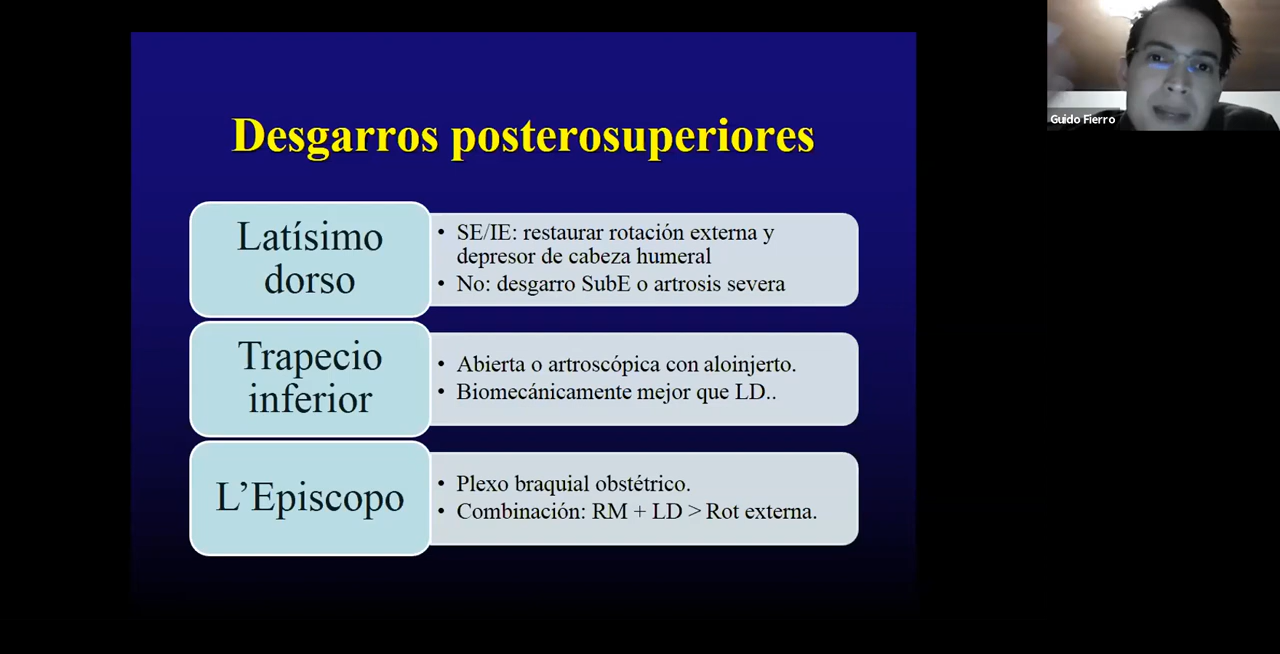 Desgarros posterosuperiores
Latísimo
dorso
• SE/IE: restaurar rotación externa y
depresor de cabeza humeral
• No: desgarro SubE o artrosis severa
Trapecio
inferior
• Abierta o artroscópica con aloinjerto.
• Biomecánicamente mejor que LD..
L’Episcopo
• Plexo braquial obstétrico.
• Combinación: RM + LD > Rot externa.
Guido Fierro